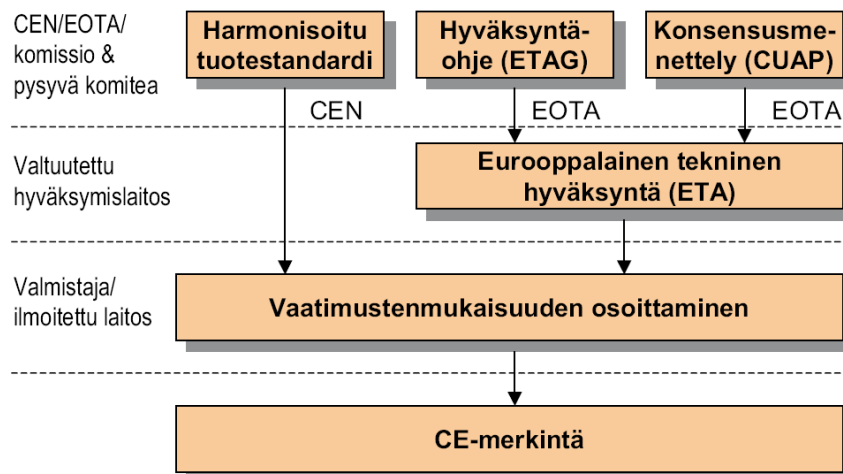 CEN/EOTA/
komissio &
pysyvä komitea
Harmonisoitu
tuotestandardi
Hyväksyntä-
ohje (ETAG)
Konsensusme-
nettely (CUAP)
CEN
EOTA
EOTA
Valtuutettu
hyväksymislaitos
Eurooppalainen tekninen
hyväksyntä (ETA)
Valmistaja/
ilmoitettu laitos
Vaatimustenmukaisuuden osoittaminen
CE-merkintä